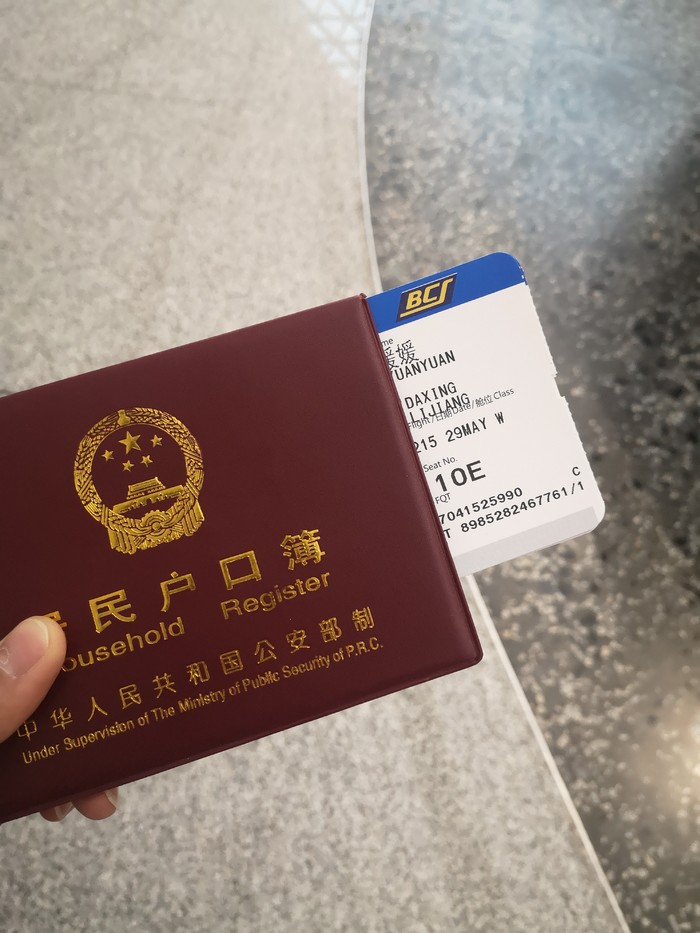 BCS
me
媛
YUANYUAN
DAXING
LIJIANG
Flight/日期Date/舱位Class
215 29MAY W
Seat No.
10E
FQT
C
7041525990
T 8985282467761/1
民户口簿
ousehold Register
中华人民共和国公安部制
Under Supervision of The Ministry of Public Security of P.R.C.